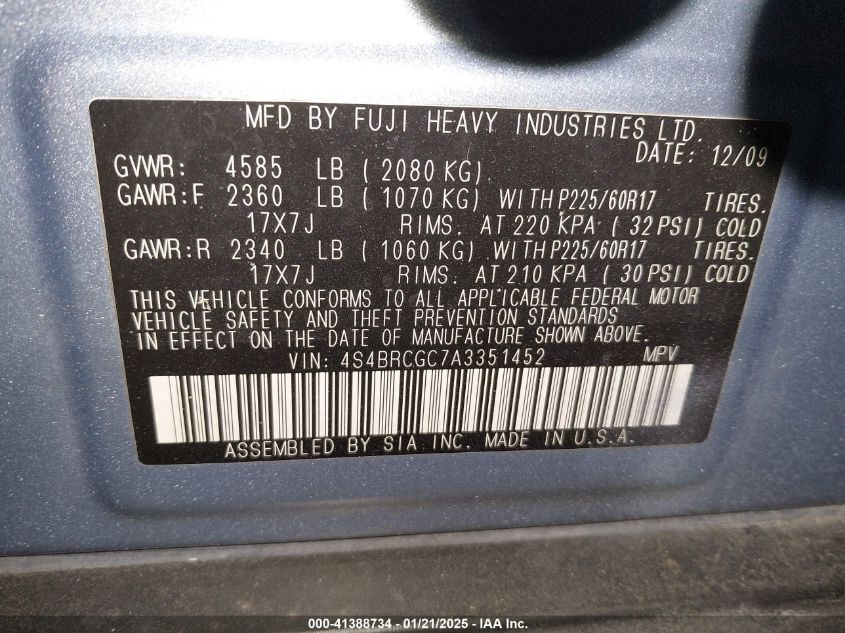 MFD BY FUJI HEAVY INDUSTRIES LTD.
DATE: 12/09
GVWR: 4585 LB ( 2080 KG)
GAWR:F 2360 LB ( 1070 KG) WITHP225/60R17 TIRES.
17X7J RIMS. AT 220 KPA ( 32 PSI) COLD
GAWR:R 2340 LB ( 1060 KG) WITHP225/60R17 TIRES.
17X7J RIMS. AT 210 KPA ( 30 PSI) COLD
THIS VEHICLE CONFORMS TO ALL APPLICABLE FEDERAL MOTOR
VEHICLE SAFETY AND THEFT PREVENTION STANDARDS
IN EFFECT ON THE DATE OF MANUFACTURE SHOWN ABOVE.
VIN: 4S4BRCGC7A3351452 MPV
ASSEMBLED BY SIA INC. MADE IN U.S.A.
000-41388734 - 01/21/2025 - IAA Inc.